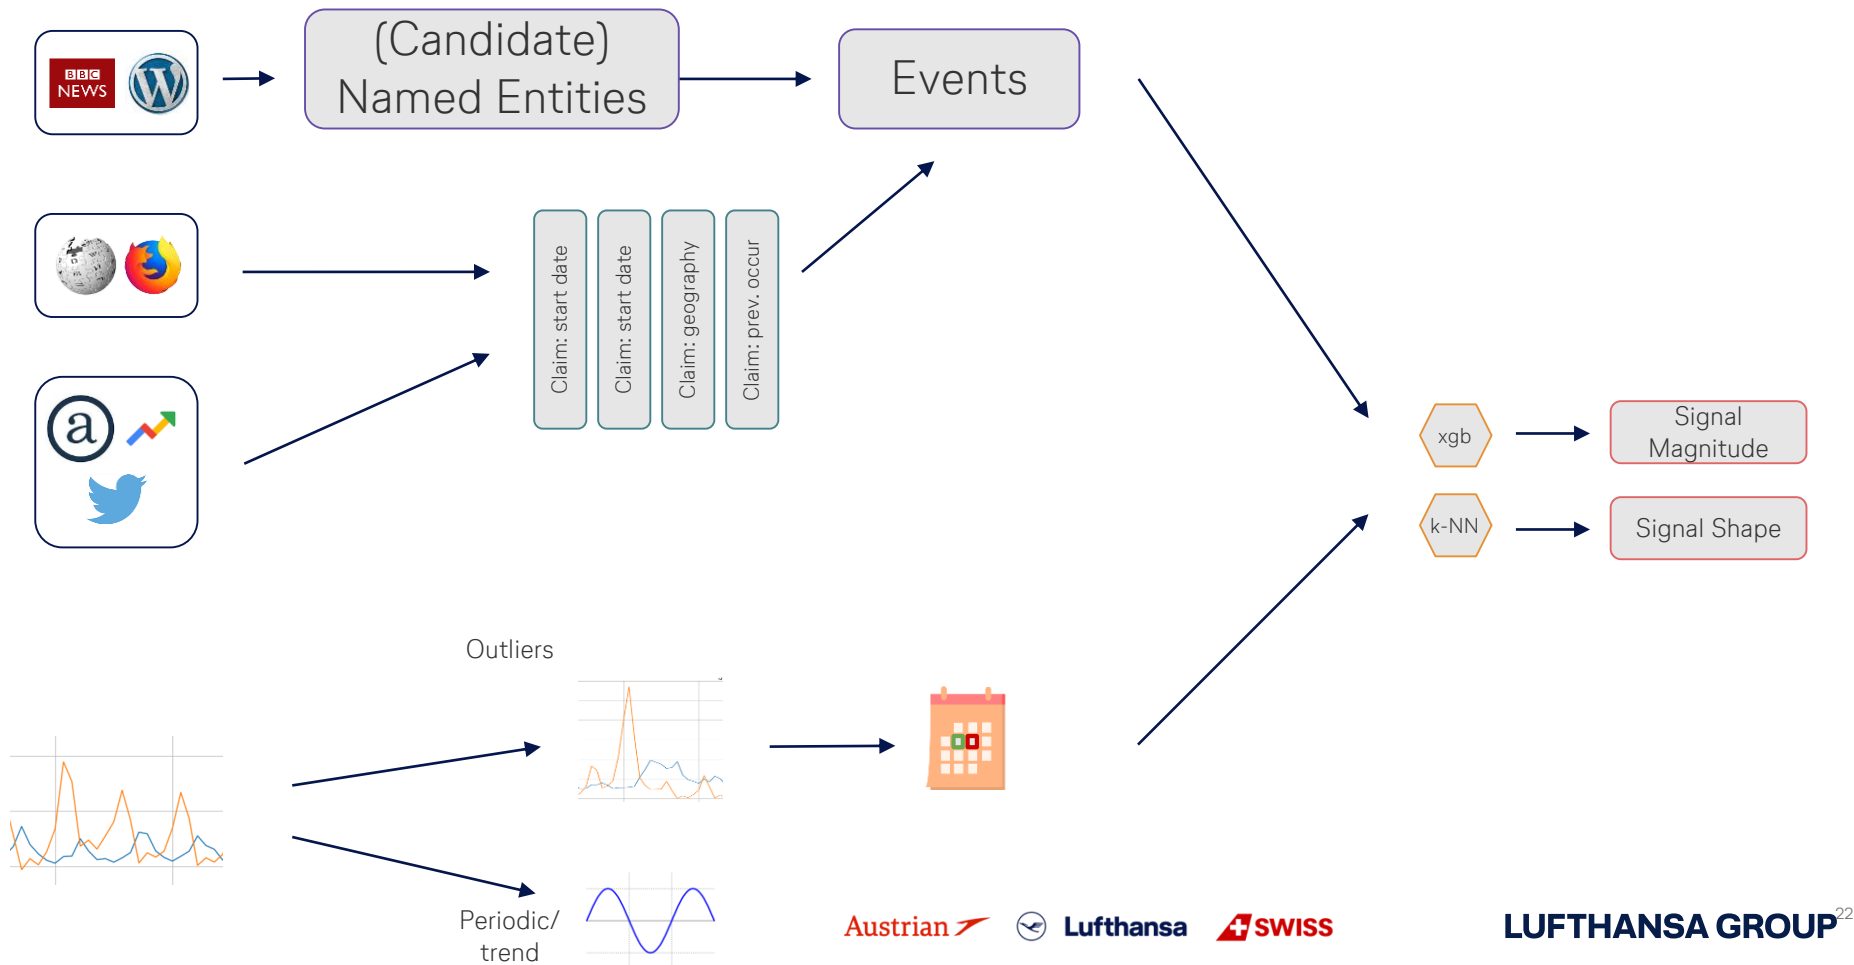 BBC
NEWS
(Candidate)
Named Entities
Events
Claim: start date
Claim: start date
Claim: geography
Claim: prev. occur
a
xgb
Signal
Magnitude
k-NN
Signal Shape
Outliers
Periodic/
trend
Austrian
Lufthansa
SWISS
LUFTHANSA GROUP
22